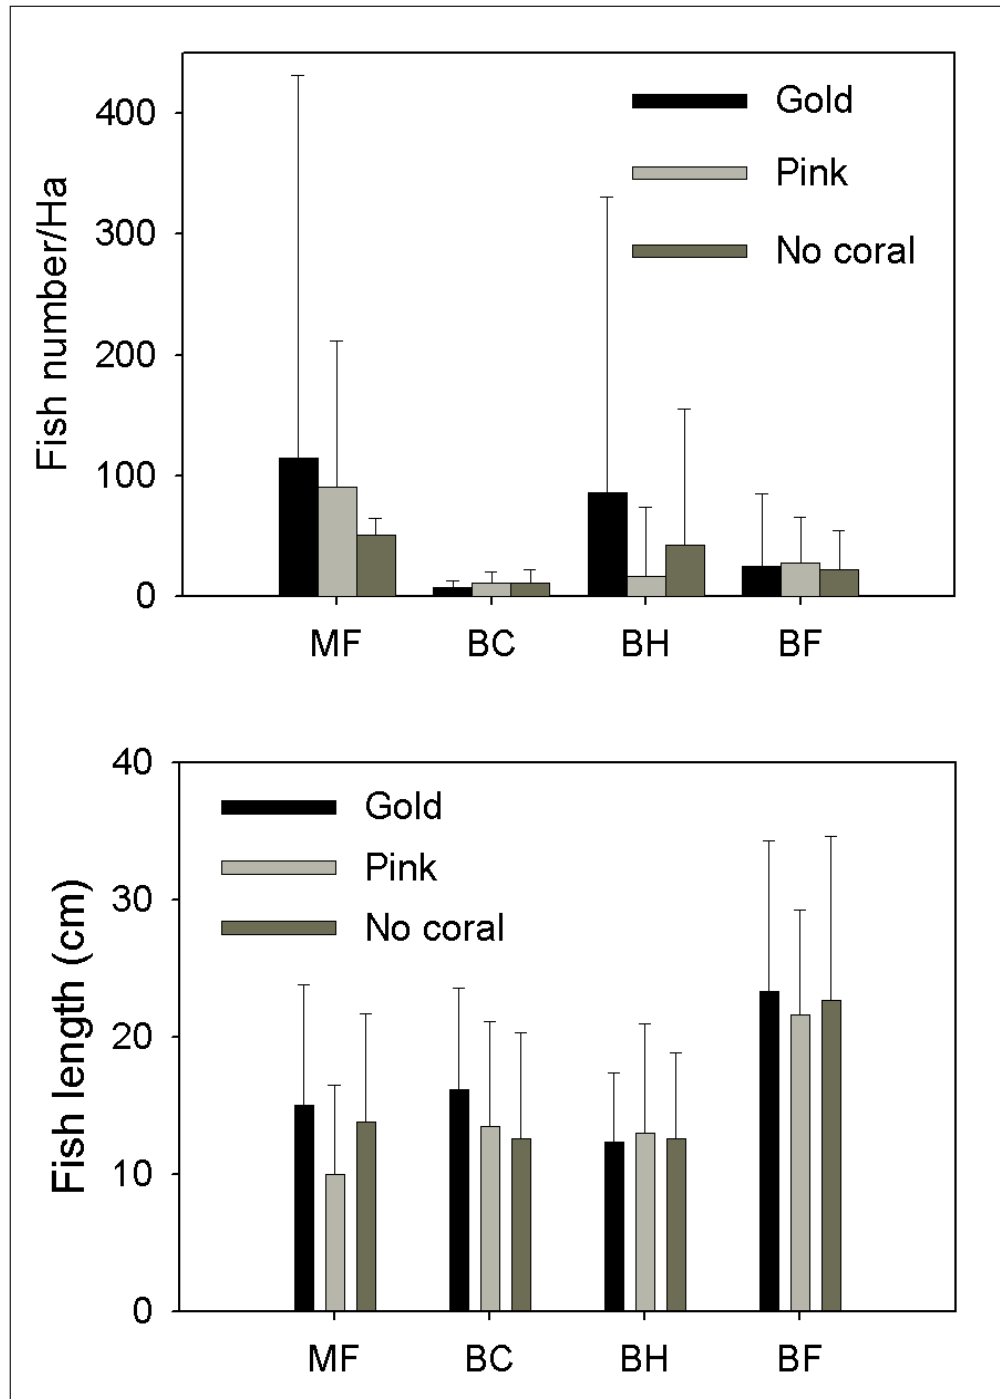 Fish number/Ha
400
300
200
100
0
Gold
Pink
No coral
MF BC BH BF
Fish length (cm)
40
30
20
10
0
Gold
Pink
No coral
MF BC BH BF